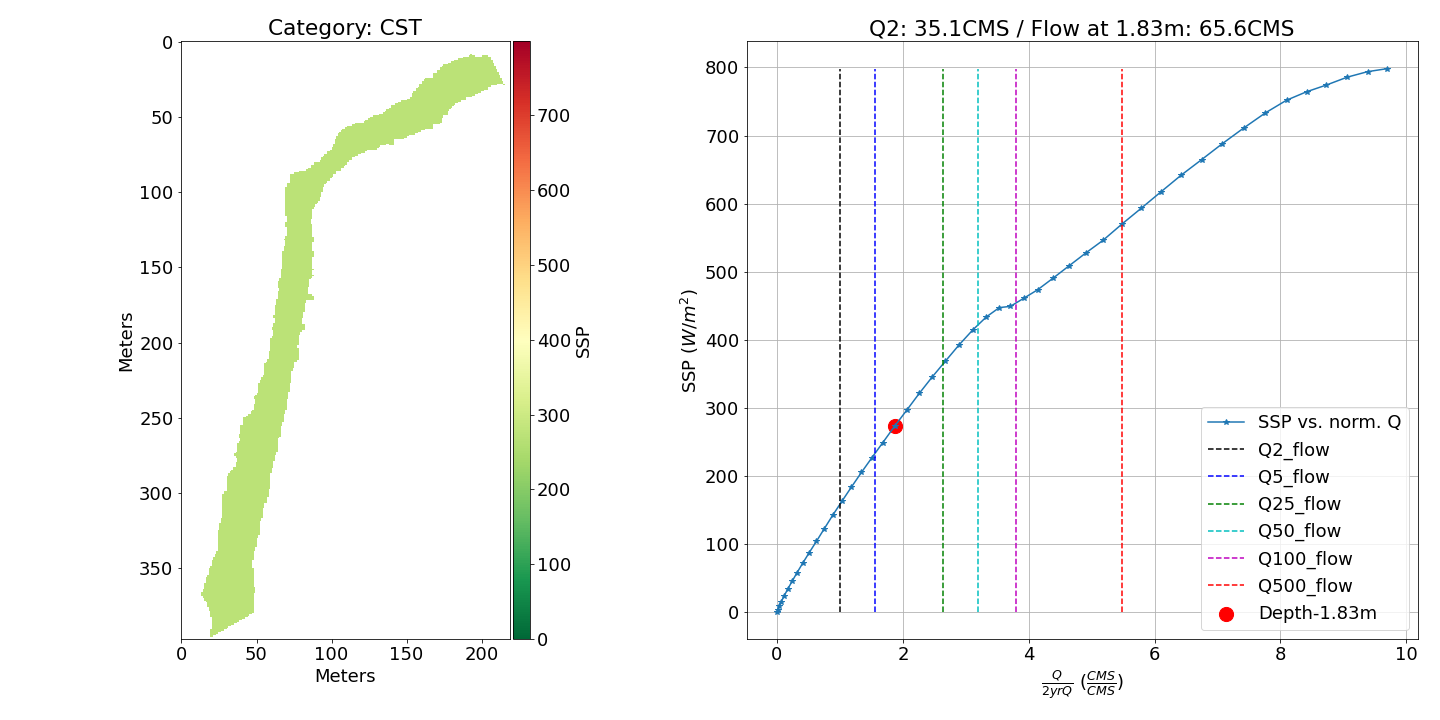 Category: CST
0
50
100
150
200
250
300
350
Meters
0 50 100 150 200
Meters
700
600
500
400
300
200
100
0
SSP
Q2: 35.1CMS / Flow at 1.83m: 65.6CMS
800
700
600
500
400
300
200
100
0
SSP (W/m²)
0 2 4 6 8 10
Q/2yrQ (CMS/CMS)
SSP vs. norm. Q
Q2_flow
Q5_flow
Q25_flow
Q50_flow
Q100_flow
Q500_flow
Depth-1.83m